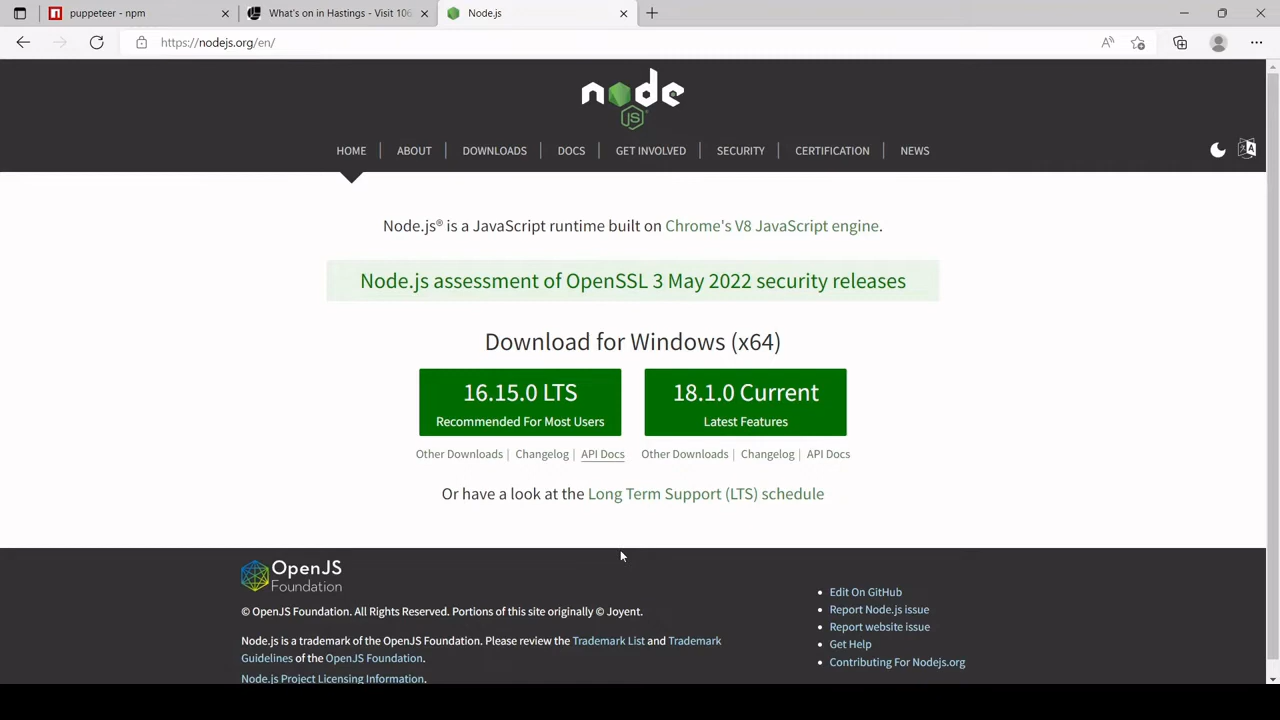 puppeteer - npm
What's on in Hastings - Visit 106
Node.js
https://nodejs.org/en/
node
JS
HOME
ABOUT
DOWNLOADS
DOCS
GET INVOLVED
SECURITY
CERTIFICATION
NEWS
Node.js® is a JavaScript runtime built on Chrome's V8 JavaScript engine.
Node.js assessment of OpenSSL 3 May 2022 security releases
Download for Windows (x64)
16.15.0 LTS
Recommended For Most Users
18.1.0 Current
Latest Features
Other Downloads | Changelog | API Docs
Other Downloads | Changelog | API Docs
Or have a look at the Long Term Support (LTS) schedule
OpenJS
Foundation
© OpenJS Foundation. All Rights Reserved. Portions of this site originally © Joyent.
Node.js is a trademark of the OpenJS Foundation. Please review the Trademark List and Trademark
Guidelines of the OpenJS Foundation.
Node.js Project Licensing Information.
Edit On GitHub
Report Node.js issue
Report website issue
Get Help
Contributing For Nodejs.org